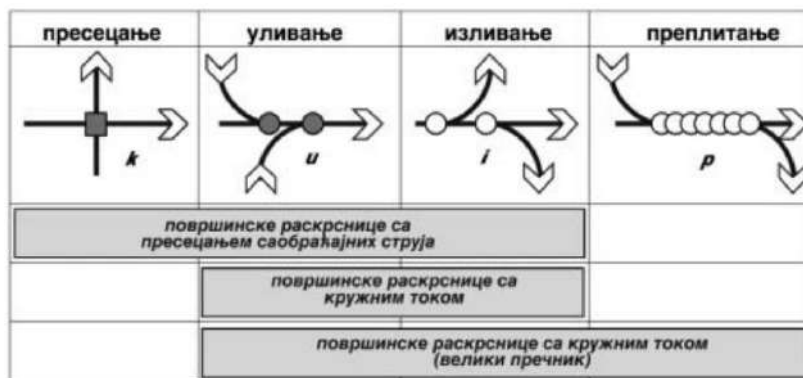 пресецање
уливање
изливање
преплитање
k
u
i
p
површинске раскрснице са
пресецањем саобраћајних струја
површинске раскрснице са
кружним током
површинске раскрснице са кружним током
(велики пречник)